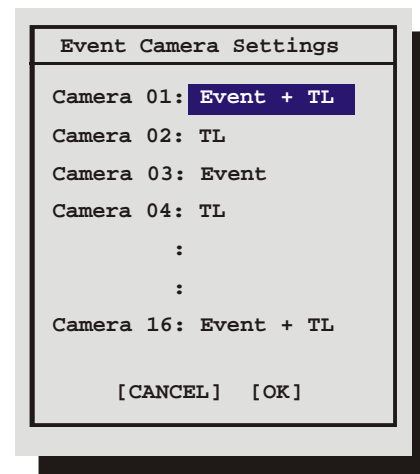 Event Camera Settings
Camera 01: Event + TL
Camera 02: TL
Camera 03: Event
Camera 04: TL
:
:
Camera 16: Event + TL
[CANCEL] [OK]